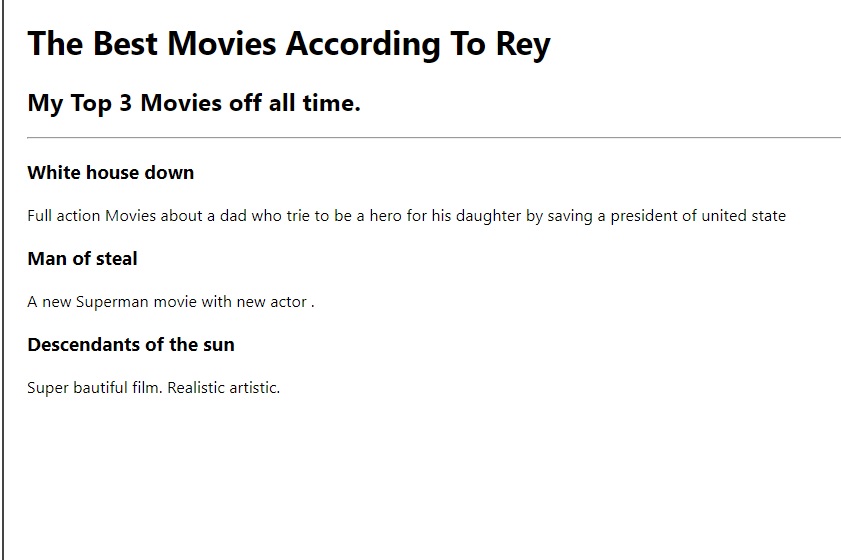 The Best Movies According To Rey
My Top 3 Movies off all time.
White house down
Full action Movies about a dad who trie to be a hero for his daughter by saving a president of united state
Man of steal
A new Superman movie with new actor .
Descendants of the sun
Super bautiful film. Realistic artistic.